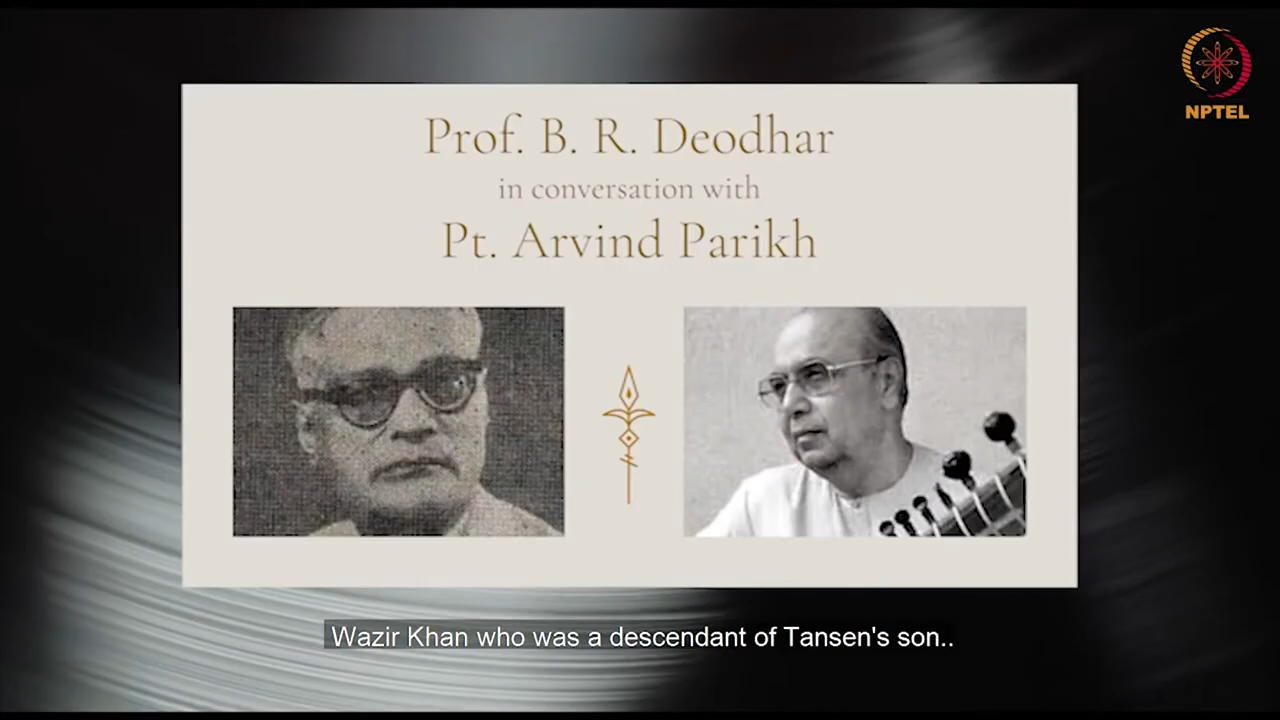 NPTEL
Prof. B. R. Deodhar
in conversation with
Pt. Arvind Parikh
Wazir Khan who was a descendant of Tansen's son..